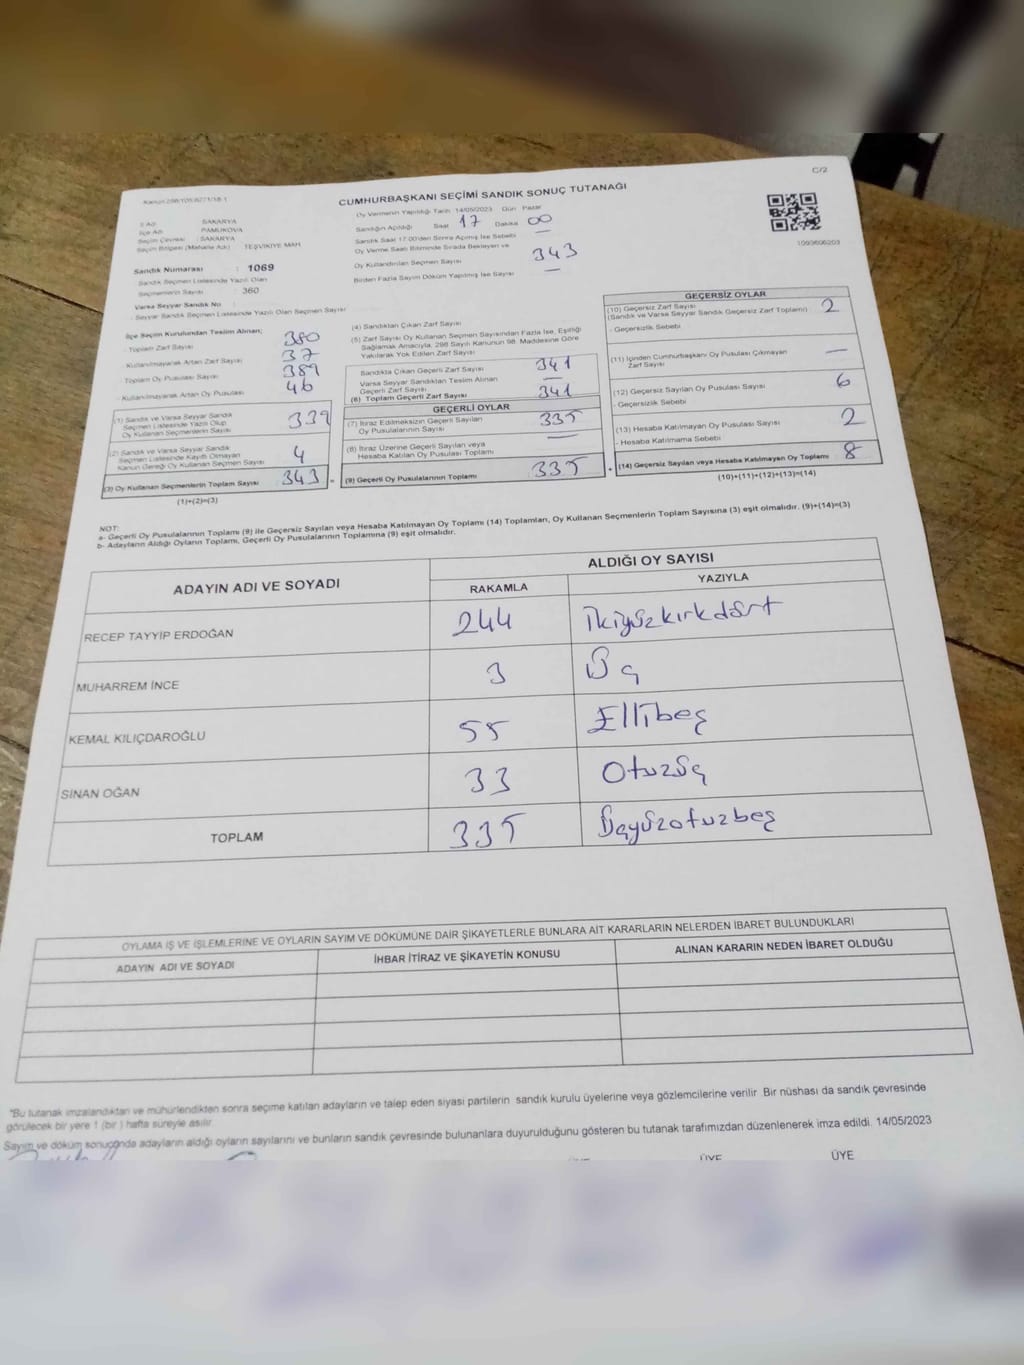 C/2
CUMHURBAŞKANI SEÇİMİ SANDIK SONUÇ TUTANAĞI
Oy Vermenin Yapıldığı Tarih 14/05/2023 Gün Pazar
İl Adı : SAKARYA
İlçe Adı : PAMUKOVA
Seçim Çevresi : SAKARYA
Seçim Bölgesi (Mahalle Adı) : TEŞVİKİYE MAH.
Sandık Numarası : 1069
Sandık Seçmen Listesinde Yazılı Olan
Seçmenlerin Sayısı : 360
Varsa Seyyar Sandık No :
- Seyyar Sandık Seçmen Listesinde Yazılı Olan Seçmen Sayısı
Sandığın Açıldığı Saat 17 Dakika 00
Sandık Saat 17:00'den Sonra Açılmış İse Sebebi —
Oy Verme Saati Bitiminde Sırada Bekleyen ve
Oy Kullandırılan Seçmen Sayısı 343
Birden Fazla Sayım Döküm Yapılmış İse Sayısı —
1093606203
İlçe Seçim Kurulundan Teslim Alınan;
- Toplam Zarf Sayısı 380
- Kullanılmayarak Artan Zarf Sayısı 37
Toplam Oy Pusulası Sayısı 389
- Kullanılmayarak Artan Oy Pusulası 46
(1) Sandık ve Varsa Seyyar Sandık
Seçmen Listesinde Yazılı Olup
Oy Kullanan Seçmenlerin Sayısı 339
(2) Sandık ve Varsa Seyyar Sandık
Seçmen Listesinde Kayıtlı Olmayan
Kanun Gereği Oy Kullanan Seçmen Sayısı 4
(3) Oy Kullanan Seçmenlerin Toplam Sayısı 343 =
(1)+(2)=(3)
(4) Sandıktan Çıkan Zarf Sayısı
(5) Zarf Sayısı Oy Kullanan Seçmen Sayısından Fazla İse, Eşitliği
Sağlamak Amacıyla, 298 Sayılı Kanunun 98. Maddesine Göre
Yakılarak Yok Edilen Zarf Sayısı
Sandıkta Çıkan Geçerli Zarf Sayısı 341
Varsa Seyyar Sandıktan Teslim Alınan
Geçerli Zarf Sayısı —
(6) Toplam Geçerli Zarf Sayısı 341
GEÇERLİ OYLAR
(7) İtiraz Edilmeksizin Geçerli Sayılan
Oy Pusulalarının Sayısı 335
(8) İtiraz Üzerine Geçerli Sayılan veya
Hesaba Katılan Oy Pusulası Toplamı —
(9) Geçerli Oy Pusulalarının Toplamı 335 +
GEÇERSİZ OYLAR
(10) Geçersiz Zarf Sayısı 2
(Sandık ve Varsa Seyyar Sandık Geçersiz Zarf Toplamı)
- Geçersizlik Sebebi
(11) İçinden Cumhurbaşkanı Oy Pusulası Çıkmayan
Zarf Sayısı —
(12) Geçersiz Sayılan Oy Pusulası Sayısı 6
- Geçersizlik Sebebi
(13) Hesaba Katılmayan Oy Pusulası Sayısı 2
- Hesaba Katılmama Sebebi
(14) Geçersiz Sayılan veya Hesaba Katılmayan Oy Toplamı 8
(10)+(11)+(12)+(13)=(14)
NOT:
a- Geçerli Oy Pusulalarının Toplamı (9) ile Geçersiz Sayılan veya Hesaba Katılmayan Oy Toplamı (14) Toplamları, Oy Kullanan Seçmenlerin Toplam Sayısına (3) eşit olmalıdır. (9)+(14)=(3)
b- Adayların Aldığı Oyların Toplamı, Geçerli Oy Pusulalarının Toplamına (9) eşit olmalıdır.
ADAYIN ADI VE SOYADI
ALDIĞI OY SAYISI
RAKAMLA YAZIYLA
RECEP TAYYİP ERDOĞAN 244 İkiyüzkırkdört
MUHARREM İNCE 3 Üç
KEMAL KILIÇDAROĞLU 55 Ellibeş
SİNAN OĞAN 33 Otuzüç
TOPLAM 335 Üçyüzotuzbeş
OYLAMA İŞ VE İŞLEMLERİNE VE OYLARIN SAYIM VE DÖKÜMÜNE DAİR ŞİKAYETLERLE BUNLARA AİT KARARLARIN NELERDEN İBARET BULUNDUKLARI
ADAYIN ADI VE SOYADI İHBAR İTİRAZ VE ŞİKAYETİN KONUSU ALINAN KARARIN NEDEN İBARET OLDUĞU
*Bu tutanak imzalandıktan ve mühürlendikten sonra seçime katılan adayların ve talep eden siyasi partilerin sandık kurulu üyelerine veya gözlemcilerine verilir. Bir nüshası da sandık çevresinde
görülecek bir yere 1 (bir) hafta süreyle asılır.
Sayım ve döküm sonucunda adayların aldığı oyların sayılarını ve bunların sandık çevresinde bulunanlara duyurulduğunu gösteren bu tutanak tarafımızdan düzenlenerek imza edildi. 14/05/2023
ÜYE ÜYE ÜYE